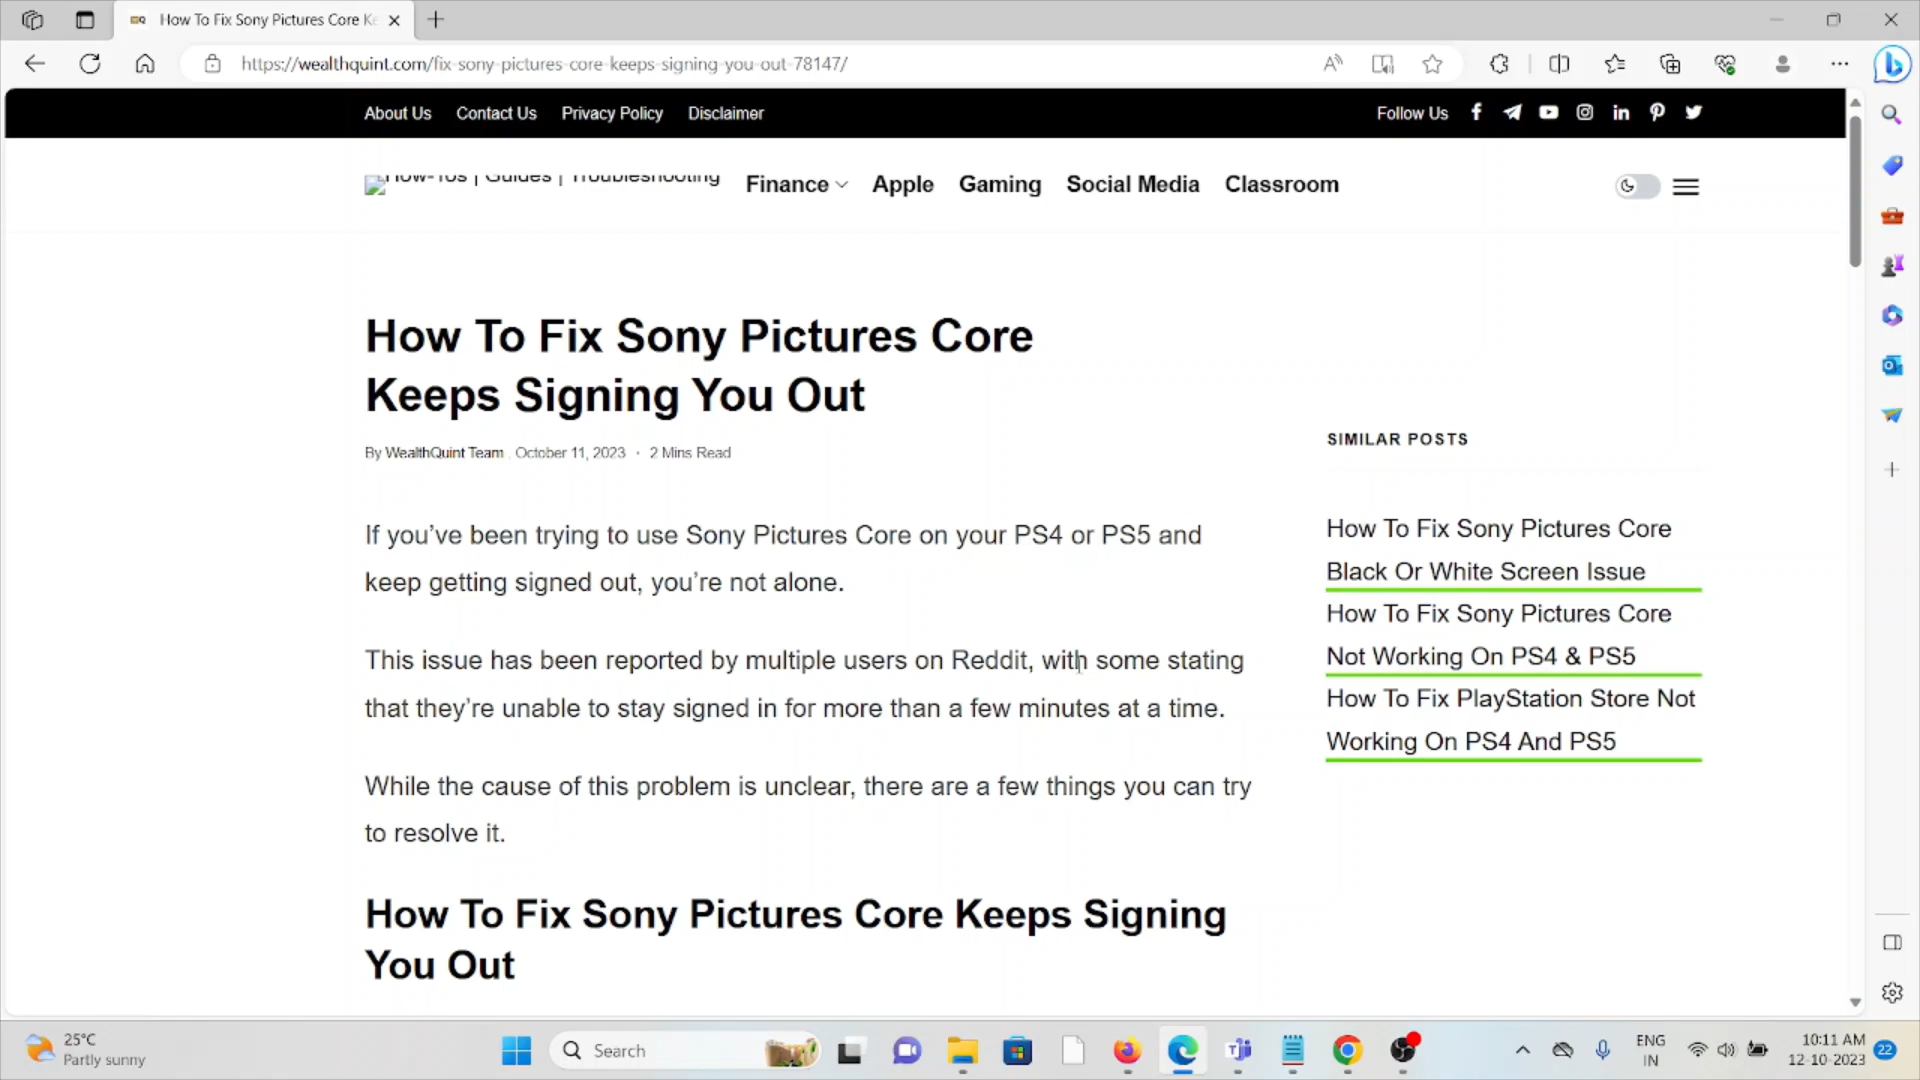 How To Fix Sony Pictures Core Ke
https://wealthquint.com/fix-sony-pictures-core-keeps-signing-you-out-78147/
About Us Contact Us Privacy Policy Disclaimer Follow Us
How-Tos | Guides | Troubleshooting Finance Apple Gaming Social Media Classroom
How To Fix Sony Pictures Core
Keeps Signing You Out
By WealthQuint Team . October 11, 2023 · 2 Mins Read
If you’ve been trying to use Sony Pictures Core on your PS4 or PS5 and
keep getting signed out, you’re not alone.
This issue has been reported by multiple users on Reddit, with some stating
that they’re unable to stay signed in for more than a few minutes at a time.
While the cause of this problem is unclear, there are a few things you can try
to resolve it.
How To Fix Sony Pictures Core Keeps Signing
You Out
SIMILAR POSTS
How To Fix Sony Pictures Core
Black Or White Screen Issue
How To Fix Sony Pictures Core
Not Working On PS4 & PS5
How To Fix PlayStation Store Not
Working On PS4 And PS5
25°C
Partly sunny
Search
ENG
IN
10:11 AM
12-10-2023
22